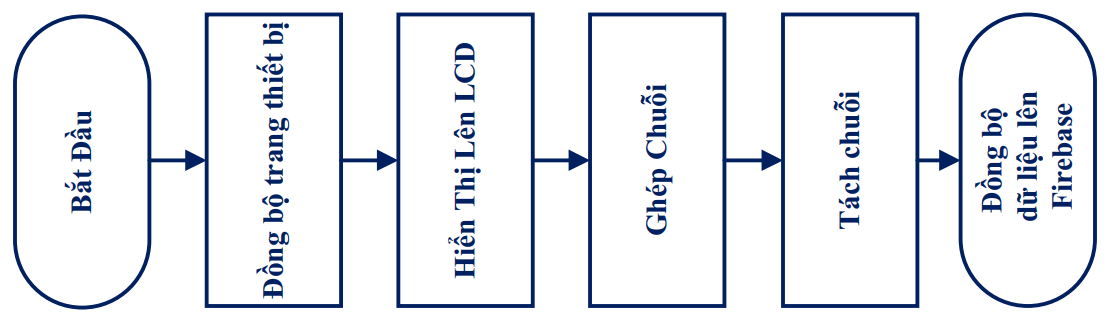 Bắt Đầu
Đồng bộ trang thiết bị
Hiển Thị Lên LCD
Ghép Chuỗi
Tách chuỗi
Đồng bộ
dữ liệu lên
Firebase